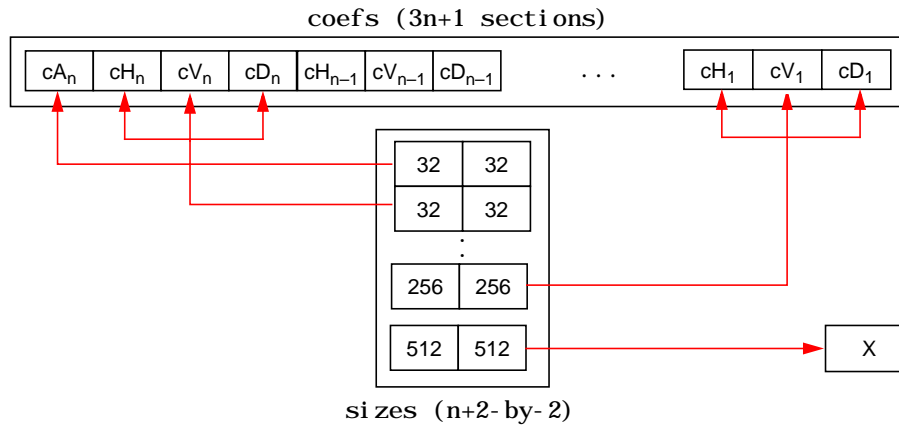 coefs (3n+1 sections)
cAn cHn cVn cDn cHn–1 cVn–1 cDn–1 . . . cH1 cV1 cD1
32 32
32 32
:
256 256
512 512 X
sizes (n+2-by-2)